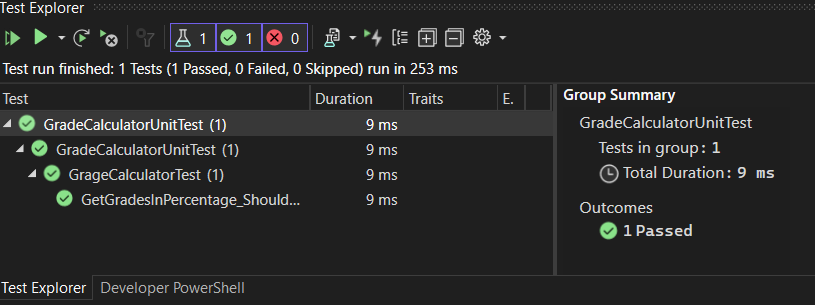 Test Explorer
1 1 0
Test run finished: 1 Tests (1 Passed, 0 Failed, 0 Skipped) run in 253 ms
Test Duration Traits E.
GradeCalculatorUnitTest (1) 9 ms
GradeCalculatorUnitTest (1) 9 ms
GrageCalculatorTest (1) 9 ms
GetGradesInPercentage_Should... 9 ms
Group Summary
GradeCalculatorUnitTest
Tests in group: 1
Total Duration: 9 ms
Outcomes
1 Passed
Test Explorer Developer PowerShell